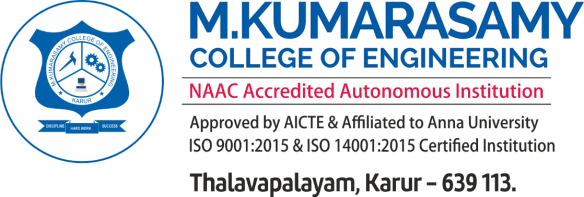 M.KUMARASAMY COLLEGE OF ENGINEERING
KARUR
DISCIPLINE HARD WORK SUCCESS
M.KUMARASAMY
COLLEGE OF ENGINEERING
NAAC Accredited Autonomous Institution
Approved by AICTE & Affiliated to Anna University
ISO 9001:2015 & ISO 14001:2015 Certified Institution
Thalavapalayam, Karur – 639 113.